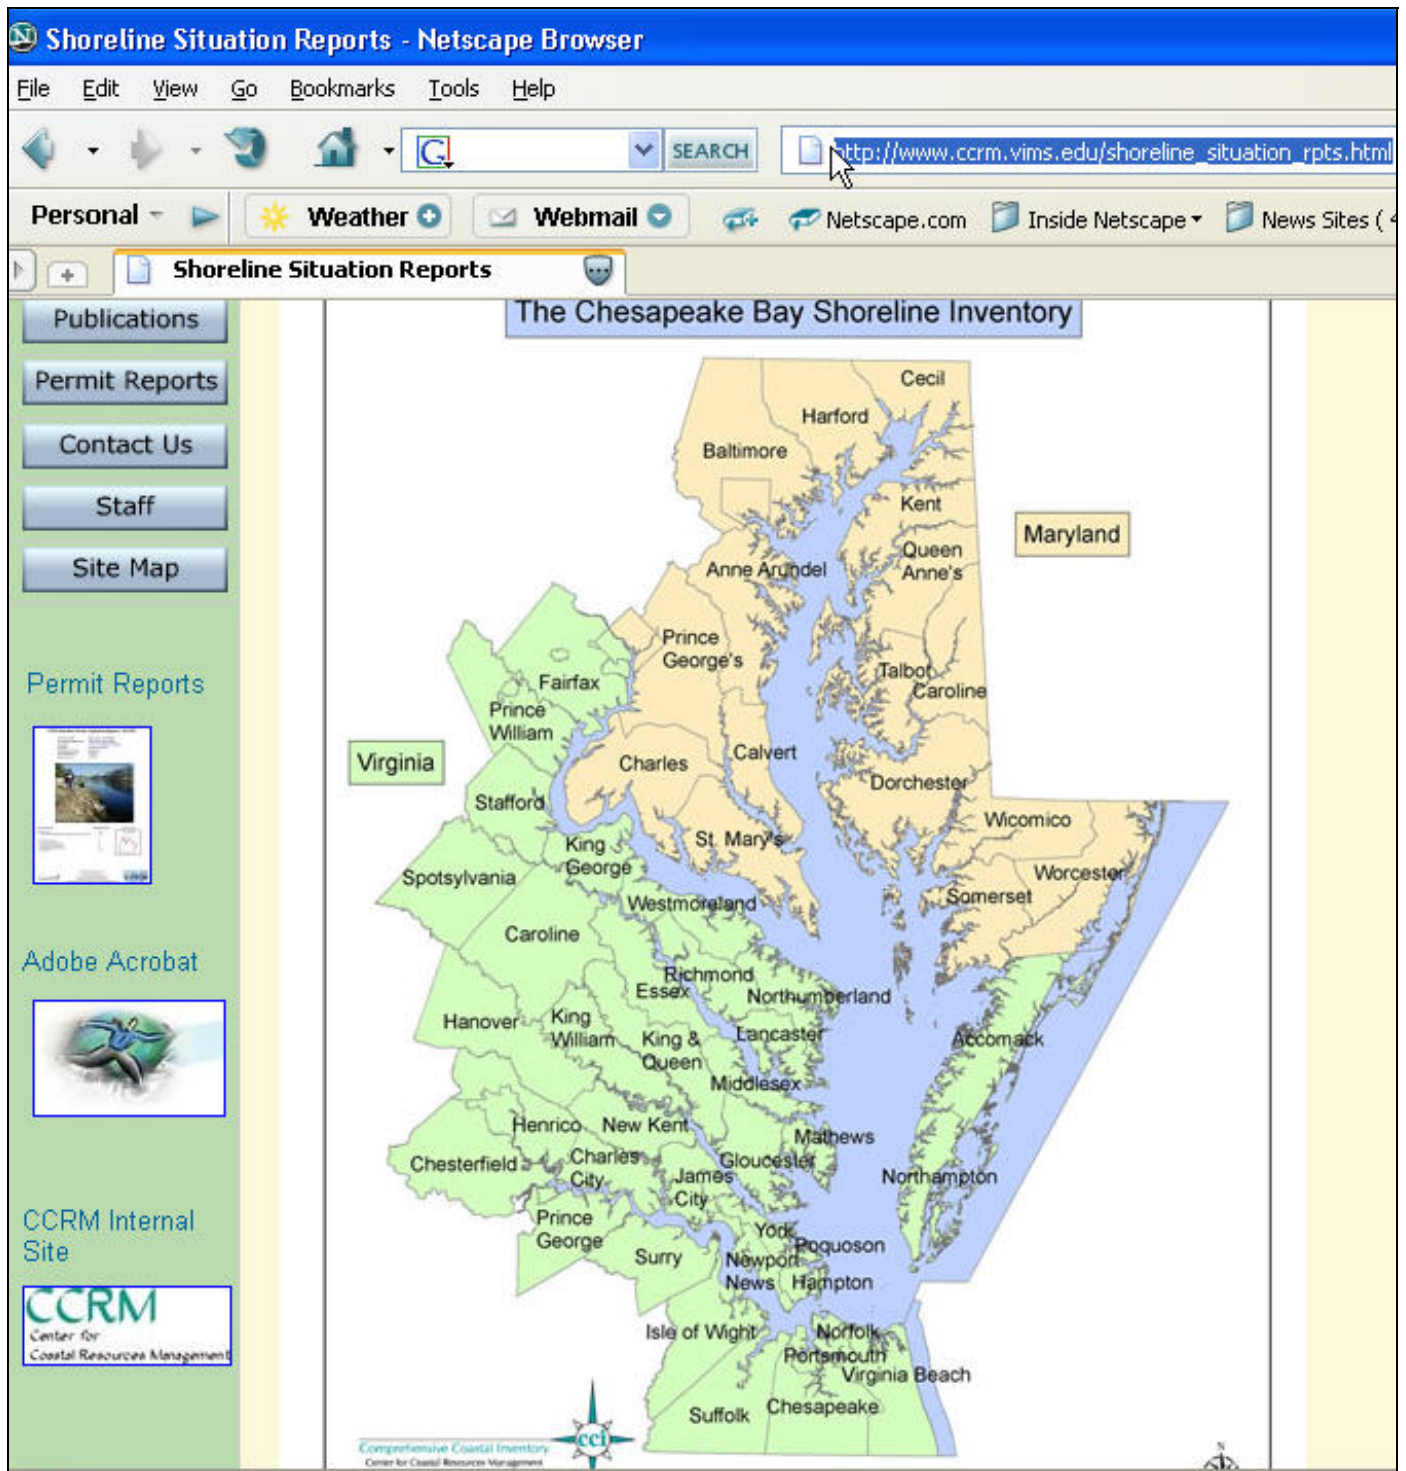 Shoreline Situation Reports - Netscape Browser
File Edit View Go Bookmarks Tools Help
G SEARCH http://www.ccrm.vims.edu/shoreline_situation_rpts.html
Personal Weather Webmail Netscape.com Inside Netscape News Sites ( 4
Shoreline Situation Reports
Publications
Permit Reports
Contact Us
Staff
Site Map
Permit Reports
Adobe Acrobat
CCRM Internal
Site
CCRM
Center for
Coastal Resources Management
The Chesapeake Bay Shoreline Inventory
Cecil
Harford
Baltimore
Kent
Maryland
Queen
Anne's
Anne Arundel
Prince
George's
Talbot
Caroline
Fairfax
Prince
William
Virginia
Charles
Calvert
Dorchester
Stafford
Wicomico
St. Mary's
King
George
Worcester
Spotsylvania
Somerset
Westmoreland
Caroline
Richmond
Essex
Northumberland
Hanover
King
William
King &
Queen
Lancaster
Accomack
Middlesex
Henrico
New Kent
Mathews
Chesterfield
Charles
City
James
City
Gloucester
Northampton
Prince
George
York
Poquoson
Surry
Newport
News
Hampton
Isle of Wight
Norfolk
Portsmouth
Virginia Beach
Suffolk
Chesapeake
Comprehensive Coastal Inventory
Center for Coastal Resources Management
cci
N